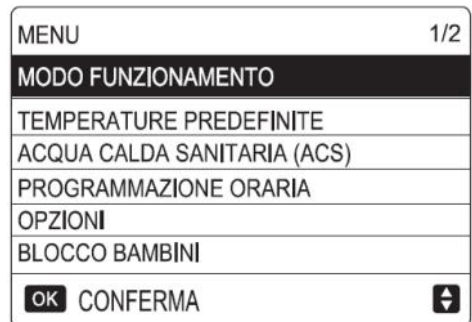 MENU 1/2
MODO FUNZIONAMENTO
TEMPERATURE PREDEFINITE
ACQUA CALDA SANITARIA (ACS)
PROGRAMMAZIONE ORARIA
OPZIONI
BLOCCO BAMBINI
OK CONFERMA